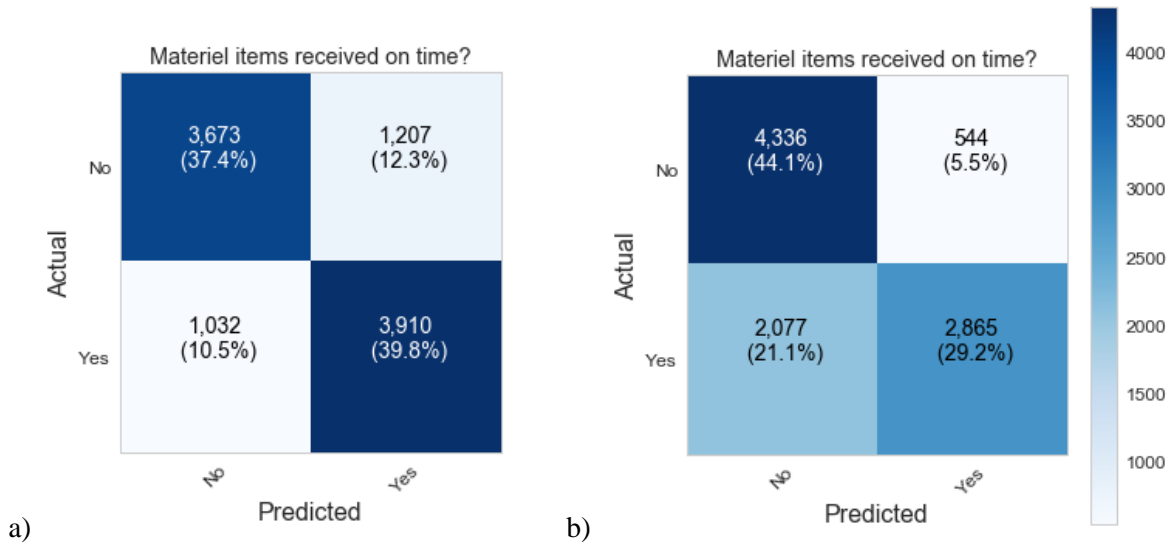 Materiel items received on time?
No
3,673
(37.4%)
1,207
(12.3%)
Actual
Yes
1,032
(10.5%)
3,910
(39.8%)
No
Yes
Predicted
a)
Materiel items received on time?
No
4,336
(44.1%)
544
(5.5%)
Actual
Yes
2,077
(21.1%)
2,865
(29.2%)
No
Yes
Predicted
b)
4000
3500
3000
2500
2000
1500
1000